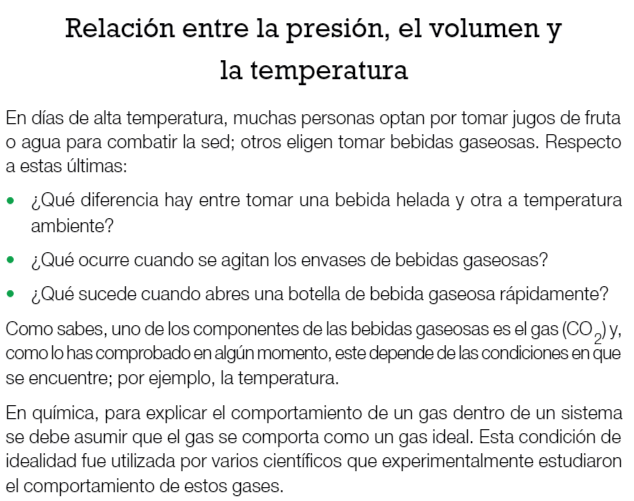 Relación entre la presión, el volumen y
la temperatura
En días de alta temperatura, muchas personas optan por tomar jugos de fruta
o agua para combatir la sed; otros eligen tomar bebidas gaseosas. Respecto
a estas últimas:
• ¿Qué diferencia hay entre tomar una bebida helada y otra a temperatura
ambiente?
• ¿Qué ocurre cuando se agitan los envases de bebidas gaseosas?
• ¿Qué sucede cuando abres una botella de bebida gaseosa rápidamente?
Como sabes, uno de los componentes de las bebidas gaseosas es el gas (CO₂) y,
como lo has comprobado en algún momento, este depende de las condiciones en que
se encuentre; por ejemplo, la temperatura.
En química, para explicar el comportamiento de un gas dentro de un sistema
se debe asumir que el gas se comporta como un gas ideal. Esta condición de
idealidad fue utilizada por varios científicos que experimentalmente estudiaron
el comportamiento de estos gases.